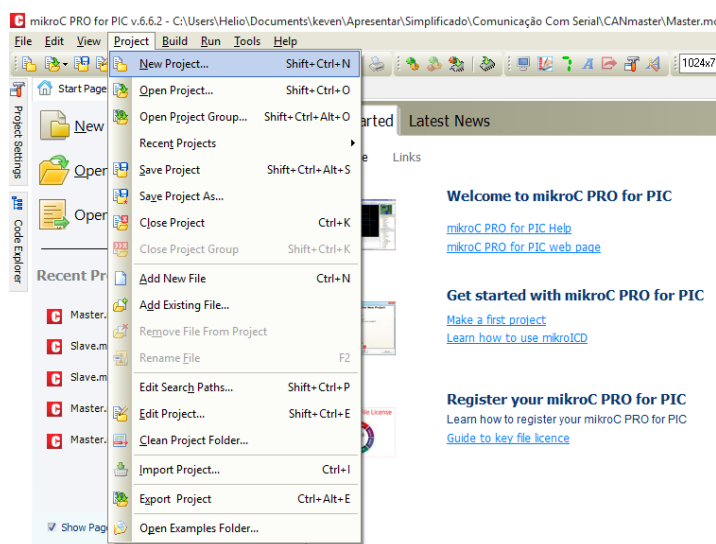 mikroC PRO for PIC v.6.6.2 - C:\Users\Helio\Documents\keven\Apresentar\Simplificado\Comunicação Com Serial\CANmaster\Master.mc
File Edit View Project Build Run Tools Help
1024x7
Start Page
Project Settings
Code Explorer
New
Open
Open
Recent Pr
Master.
Slave.m
Slave.m
Master.
Master.
Show Pag
New Project... Shift+Ctrl+N
Open Project... Shift+Ctrl+O
Open Project Group... Shift+Ctrl+Alt+O
Recent Projects
Save Project Shift+Ctrl+Alt+S
Save Project As...
Close Project Ctrl+K
Close Project Group Shift+Ctrl+K
Add New File Ctrl+N
Add Existing File...
Remove File From Project
Rename File F2
Edit Search Paths... Shift+Ctrl+P
Edit Project... Shift+Ctrl+E
Clean Project Folder...
Import Project... Ctrl+I
Export Project Ctrl+Alt+E
Open Examples Folder...
arted Latest News
e Links
Welcome to mikroC PRO for PIC
mikroC PRO for PIC Help
mikroC PRO for PIC web page
Get started with mikroC PRO for PIC
Make a first project
Learn how to use mikroICD
Register your mikroC PRO for PIC
Learn how to register your mikroC PRO for PIC
Guide to key file licence